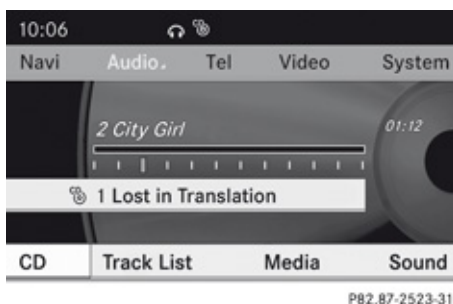 10:06
Navi Audio Tel Video System
2 City Girl 01:12
1 Lost in Translation
CD Track List Media Sound
P82.87-2523-31